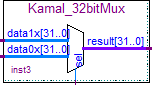 Kamal_32bitMux
data1x[31..0]
data0x[31..0]
result[31..0]
sel
inst3